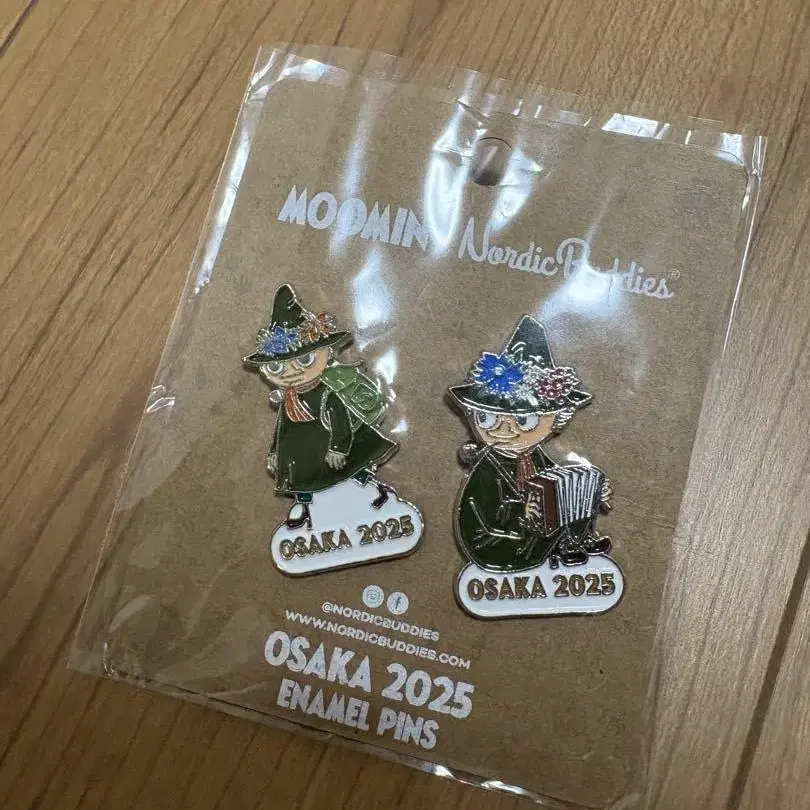 MOOMIN Nordic Buddies®
OSAKA 2025
OSAKA 2025
@NORDICBUDDIES
WWW.NORDICBUDDIES.COM
OSAKA 2025
ENAMEL PINS